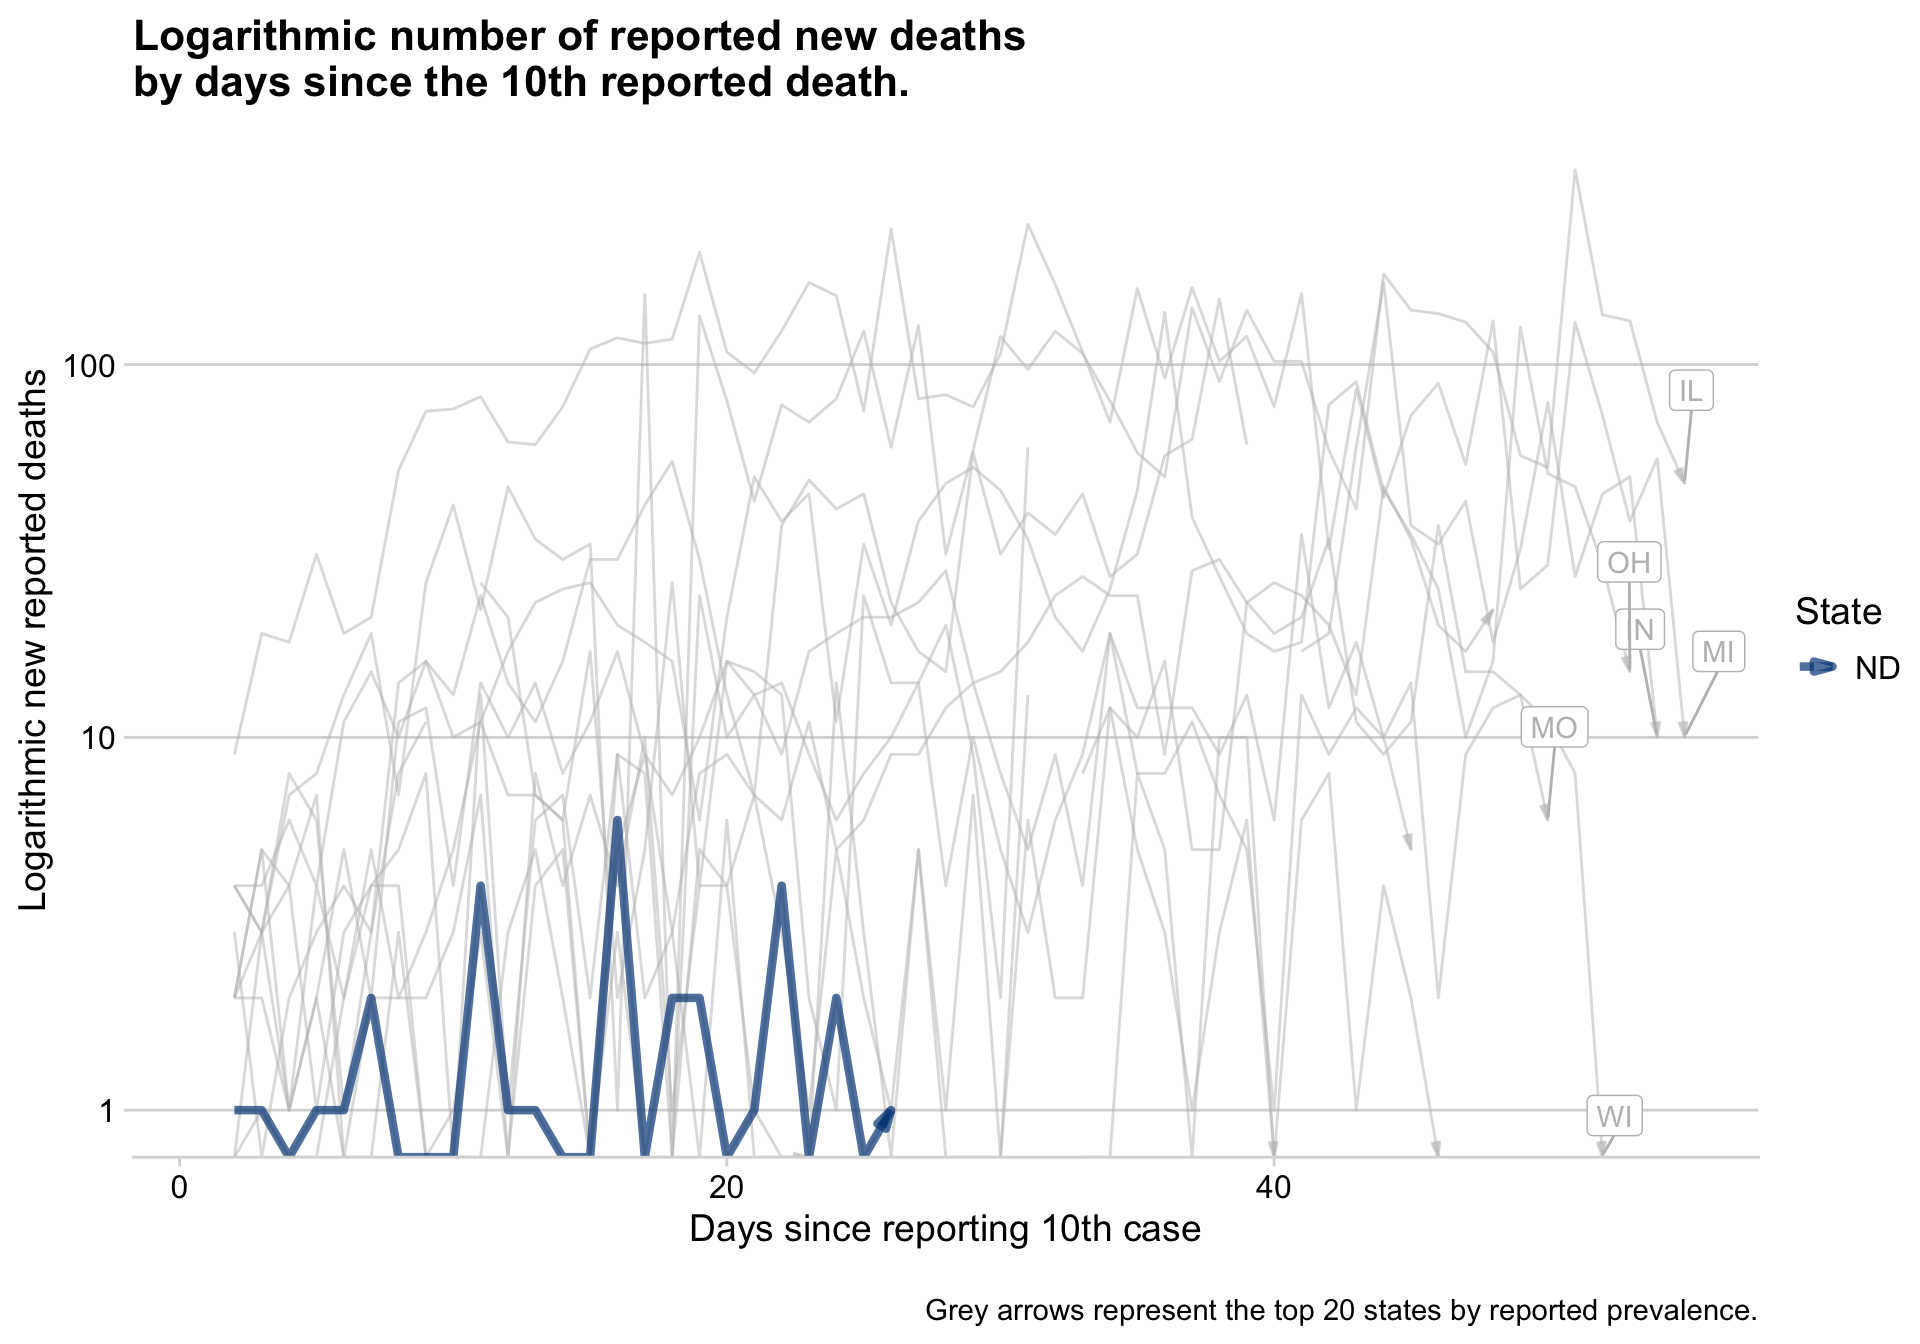 Logarithmic number of reported new deaths
by days since the 10th reported death.
Logarithmic new reported deaths
100
10
1
IL
OH
IN
MI
MO
WI
State
ND
0
20
40
Days since reporting 10th case
Grey arrows represent the top 20 states by reported prevalence.